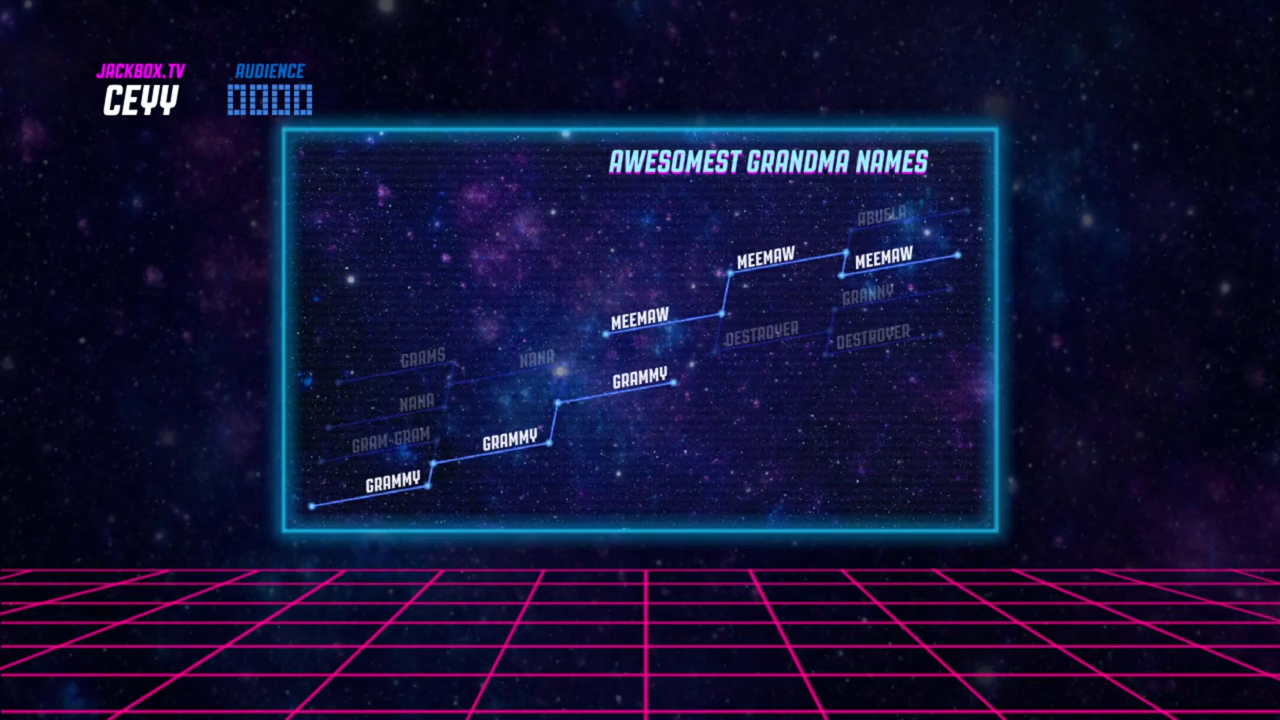 JACKBOX.TV
CEYY
AUDIENCE
0000
AWESOMEST GRANDMA NAMES
ABUELA
MEEMAW
MEEMAW
GRANNY
MEEMAW
DESTROYER
DESTROYER
GRAMS
NANA
GRAMMY
NANA
GRAM-GRAM
GRAMMY
GRAMMY